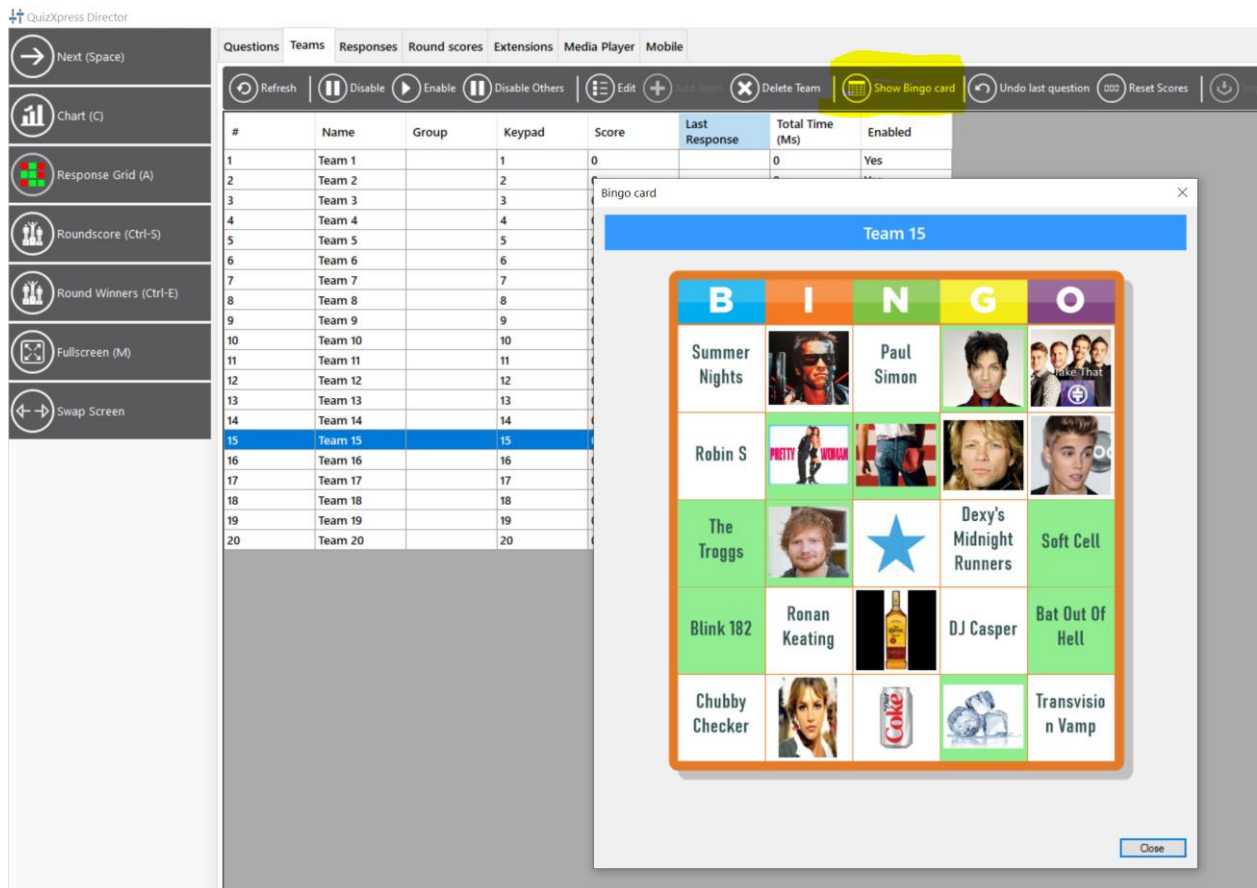 QuizXpress Director
Next (Space)
Chart (C)
Response Grid (A)
Roundscore (Ctrl-S)
Round Winners (Ctrl-E)
Fullscreen (M)
Swap Screen
Questions Teams Responses Round scores Extensions Media Player Mobile
Refresh Disable Enable Disable Others Edit Add Team Delete Team Show Bingo card Undo last question Reset Scores
# Name Group Keypad Score Last Response Total Time (Ms) Enabled
1 Team 1 1 0 0 Yes
2 Team 2 2
3 Team 3 3
4 Team 4 4
5 Team 5 5
6 Team 6 6
7 Team 7 7
8 Team 8 8
9 Team 9 9
10 Team 10 10
11 Team 11 11
12 Team 12 12
13 Team 13 13
14 Team 14 14
15 Team 15 15
16 Team 16 16
17 Team 17 17
18 Team 18 18
19 Team 19 19
20 Team 20 20
Bingo card
Team 15
B I N G O
Summer
Nights
Paul
Simon
Take That
Robin S
PRETTY WOMAN
The
Troggs
Dexy's
Midnight
Runners
Soft Cell
Blink 182
Ronan
Keating
DJ Casper
Bat Out Of
Hell
Chubby
Checker
Coke
Transvisio
n Vamp
Close